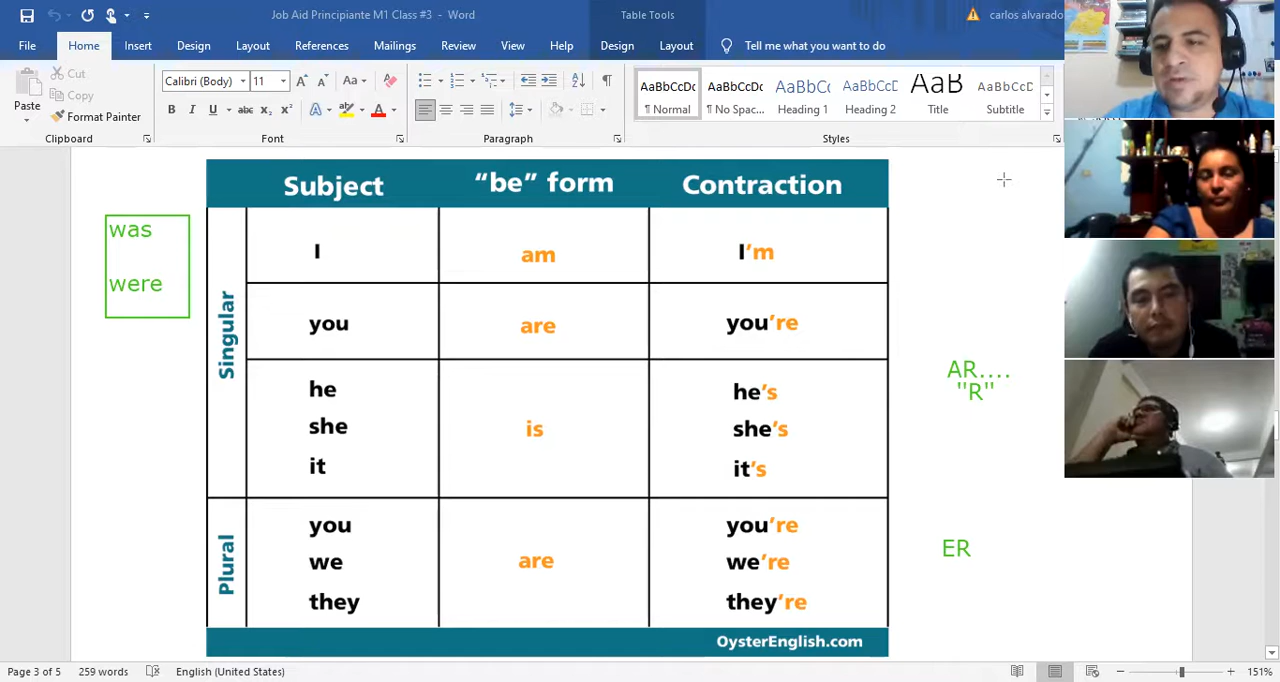 Job Aid Principiante M1 Class #3 - Word
Table Tools
carlos alvarado
File Home Insert Design Layout References Mailings Review View Help Design Layout Tell me what you want to do
Paste
Cut
Copy
Format Painter
Clipboard
Calibri (Body) 11
Font
Paragraph
AaBbCcDc AaBbCcDc AaBbC AaBbCcC AaB AaBbCcD
¶ Normal ¶ No Spac... Heading 1 Heading 2 Title Subtitle
Styles
Subject "be" form Contraction
was
were
Singular
I am I'm
you are you're
he he's
she is she's
it it's
AR....
"R"
Plural
you you're
we are we're
they they're
ER
OysterEnglish.com
Page 3 of 5 259 words English (United States) 151%